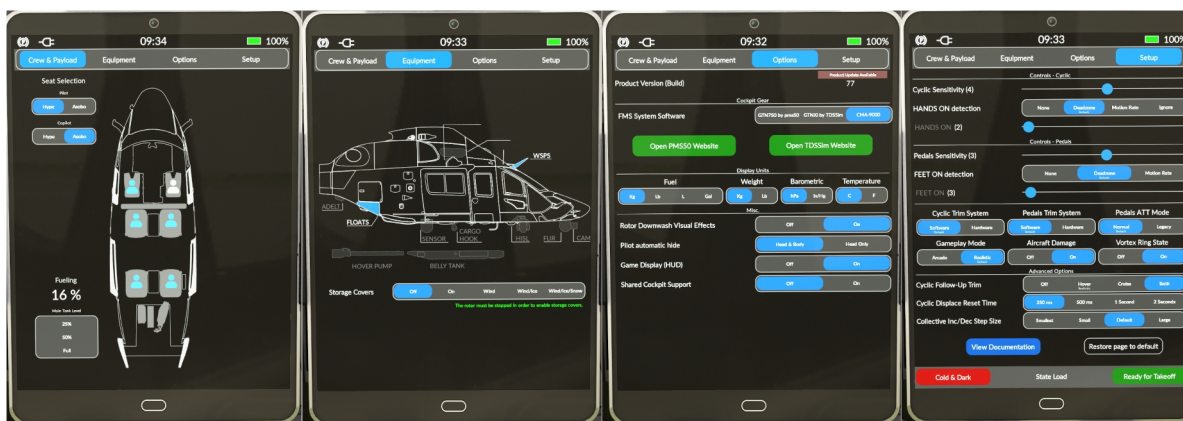 09:34
100%
Crew & Payload Equipment Options Setup
Seat Selection
Pilot
Hype Asobo
Copilot
Hype Asobo
Fueling
16 %
Main Tank Level
25%
50%
Full
09:33
100%
Crew & Payload Equipment Options Setup
WSPS
ADELT
FLOATS
SENSOR
CARGO HOOK
HISL
FLIR
CAM
HOVER PUMP
BELLY TANK
Storage Covers Off On Wind Wind/Ice Wind/Ice/Snow
The rotor must be stopped in order to enable storage covers.
09:32
100%
Crew & Payload Equipment Options Setup
Product Update Available
Product Version (Build) 77
Cockpit Gear
FMS System Software GTN750 by pms50 GTNXi by TDSSim CMA-9000
Open PMS50 Website Open TDSSim Website
Display Units
Fuel Weight Barometric Temperature
Kg Lb L Gal Kg Lb hPa In/Hg C F
Misc.
Rotor Downwash Visual Effects Off On
Pilot automatic hide Head & Body Head Only
Game Display (HUD) Off On
Shared Cockpit Support Off On
09:33
100%
Crew & Payload Equipment Options Setup
Controls - Cyclic
Cyclic Sensitivity (4)
HANDS ON detection None Deadzone Default Motion Rate Ignore
HANDS ON (2)
Controls - Pedals
Pedals Sensitivity (3)
FEET ON detection None Deadzone Default Motion Rate
FEET ON (3)
Cyclic Trim System Pedals Trim System Pedals ATT Mode
Software Default Hardware Software Default Hardware Normal Default Legacy
Gameplay Mode Aircraft Damage Vortex Ring State
Arcade Realistic Default Off On Off On
Advanced Options
Cyclic Follow-Up Trim Off Hover Cruise Both
Cyclic Displace Reset Time 250 ms 500 ms 1 Second 2 Seconds
Collective Inc/Dec Step Size Smallest Small Default Large
View Documentation Restore page to default
Cold & Dark State Load Ready for Takeoff